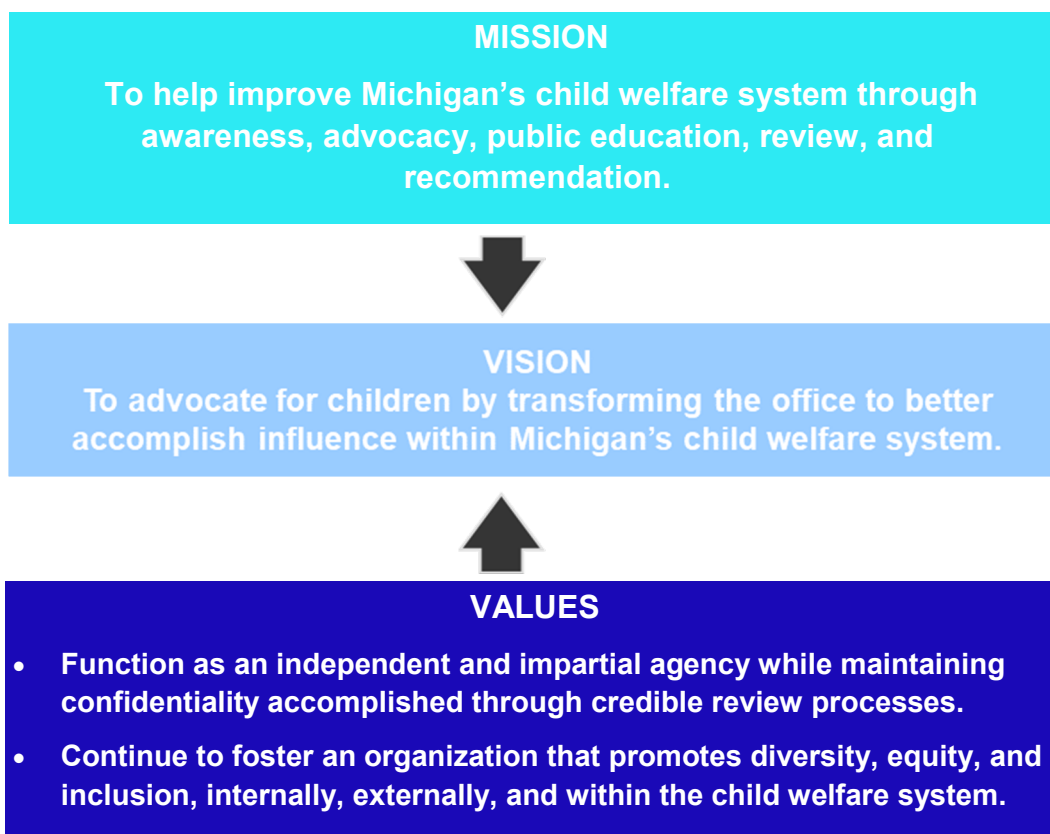 MISSION
To help improve Michigan’s child welfare system through
awareness, advocacy, public education, review, and
recommendation.
VISION
To advocate for children by transforming the office to better
accomplish influence within Michigan’s child welfare system.
VALUES
• Function as an independent and impartial agency while maintaining
confidentiality accomplished through credible review processes.
• Continue to foster an organization that promotes diversity, equity, and
inclusion, internally, externally, and within the child welfare system.